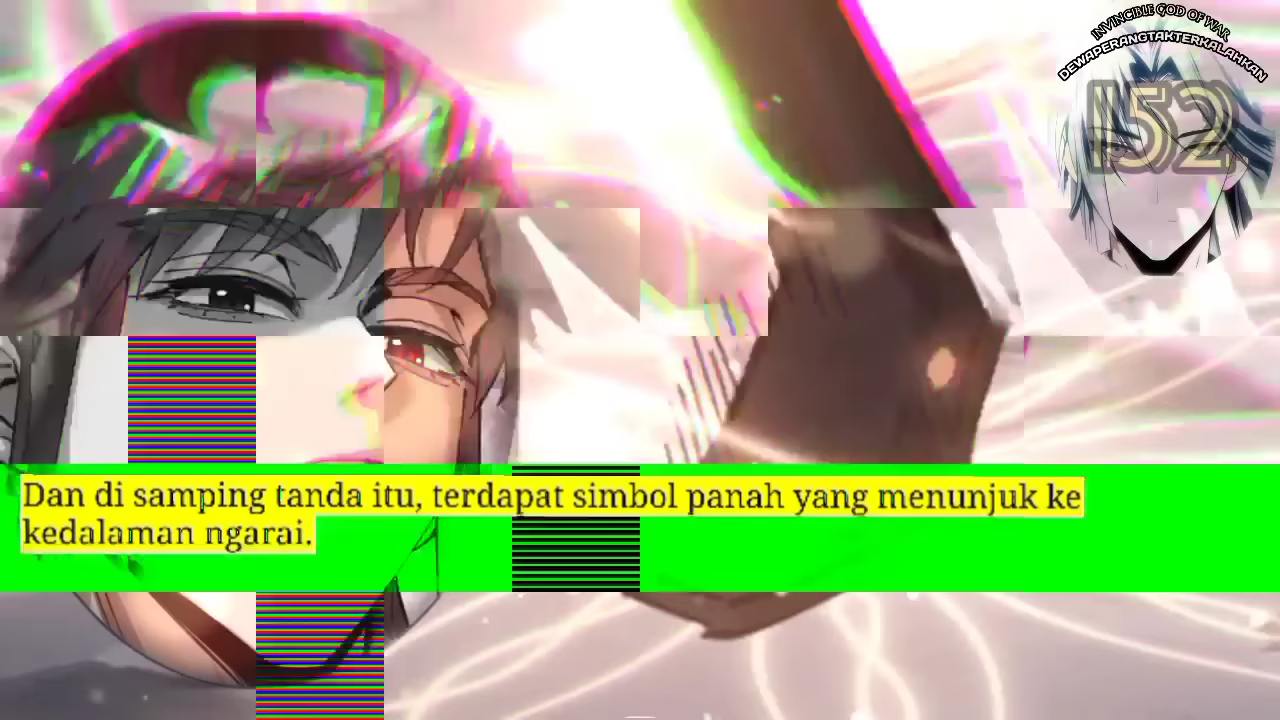 INVINCIBLE GOD OF WAR
DEWAPERANGTAKTERKALAHKAN
152
Dan di samping tanda itu, terdapat simbol panah yang menunjuk ke
kedalaman ngarai.